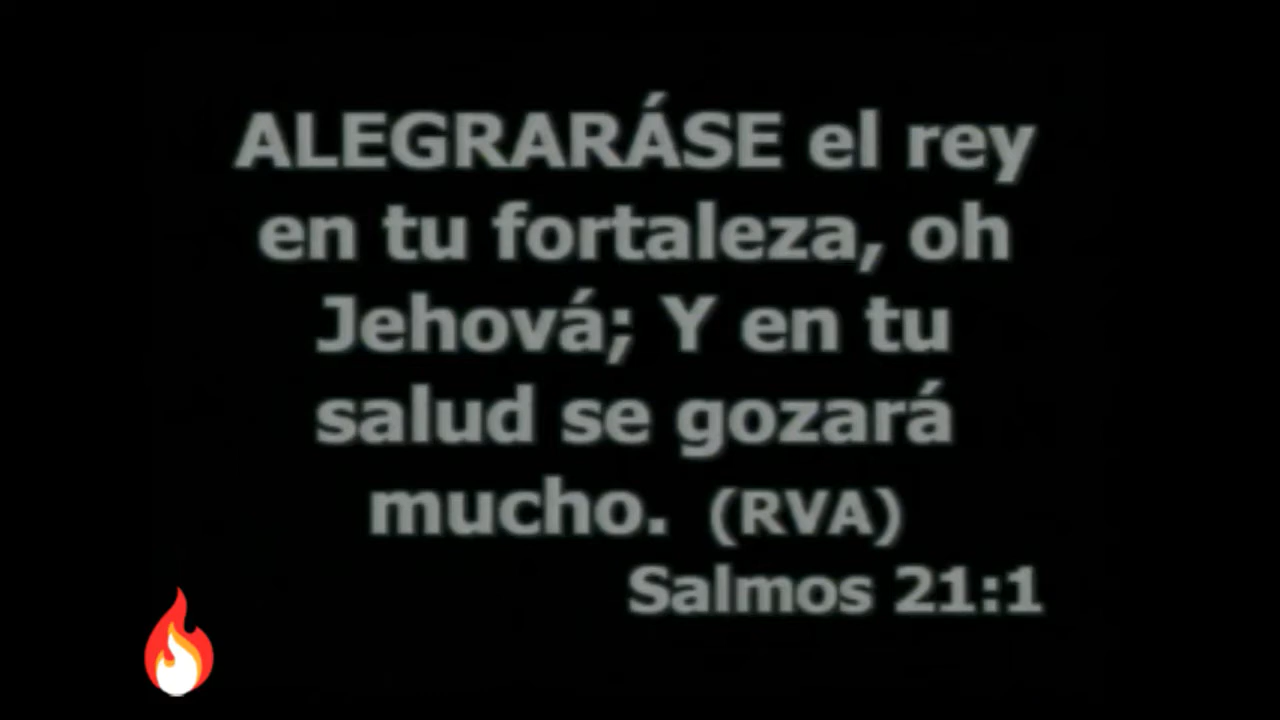 ALEGRARÁSE el rey
en tu fortaleza, oh
Jehová; Y en tu
salud se gozará
mucho. (RVA)
Salmos 21:1